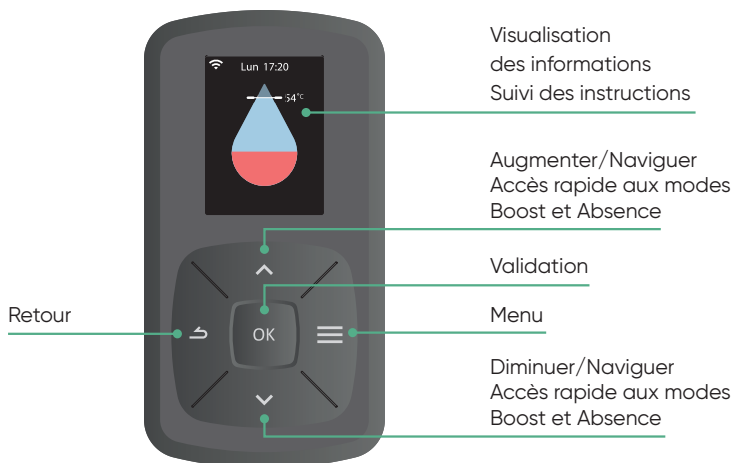 Visualisation
des informations
Suivi des instructions
Lun 17:20
54°C
Augmenter/Naviguer
Accès rapide aux modes
Boost et Absence
Validation
Retour
OK
Menu
Diminuer/Naviguer
Accès rapide aux modes
Boost et Absence